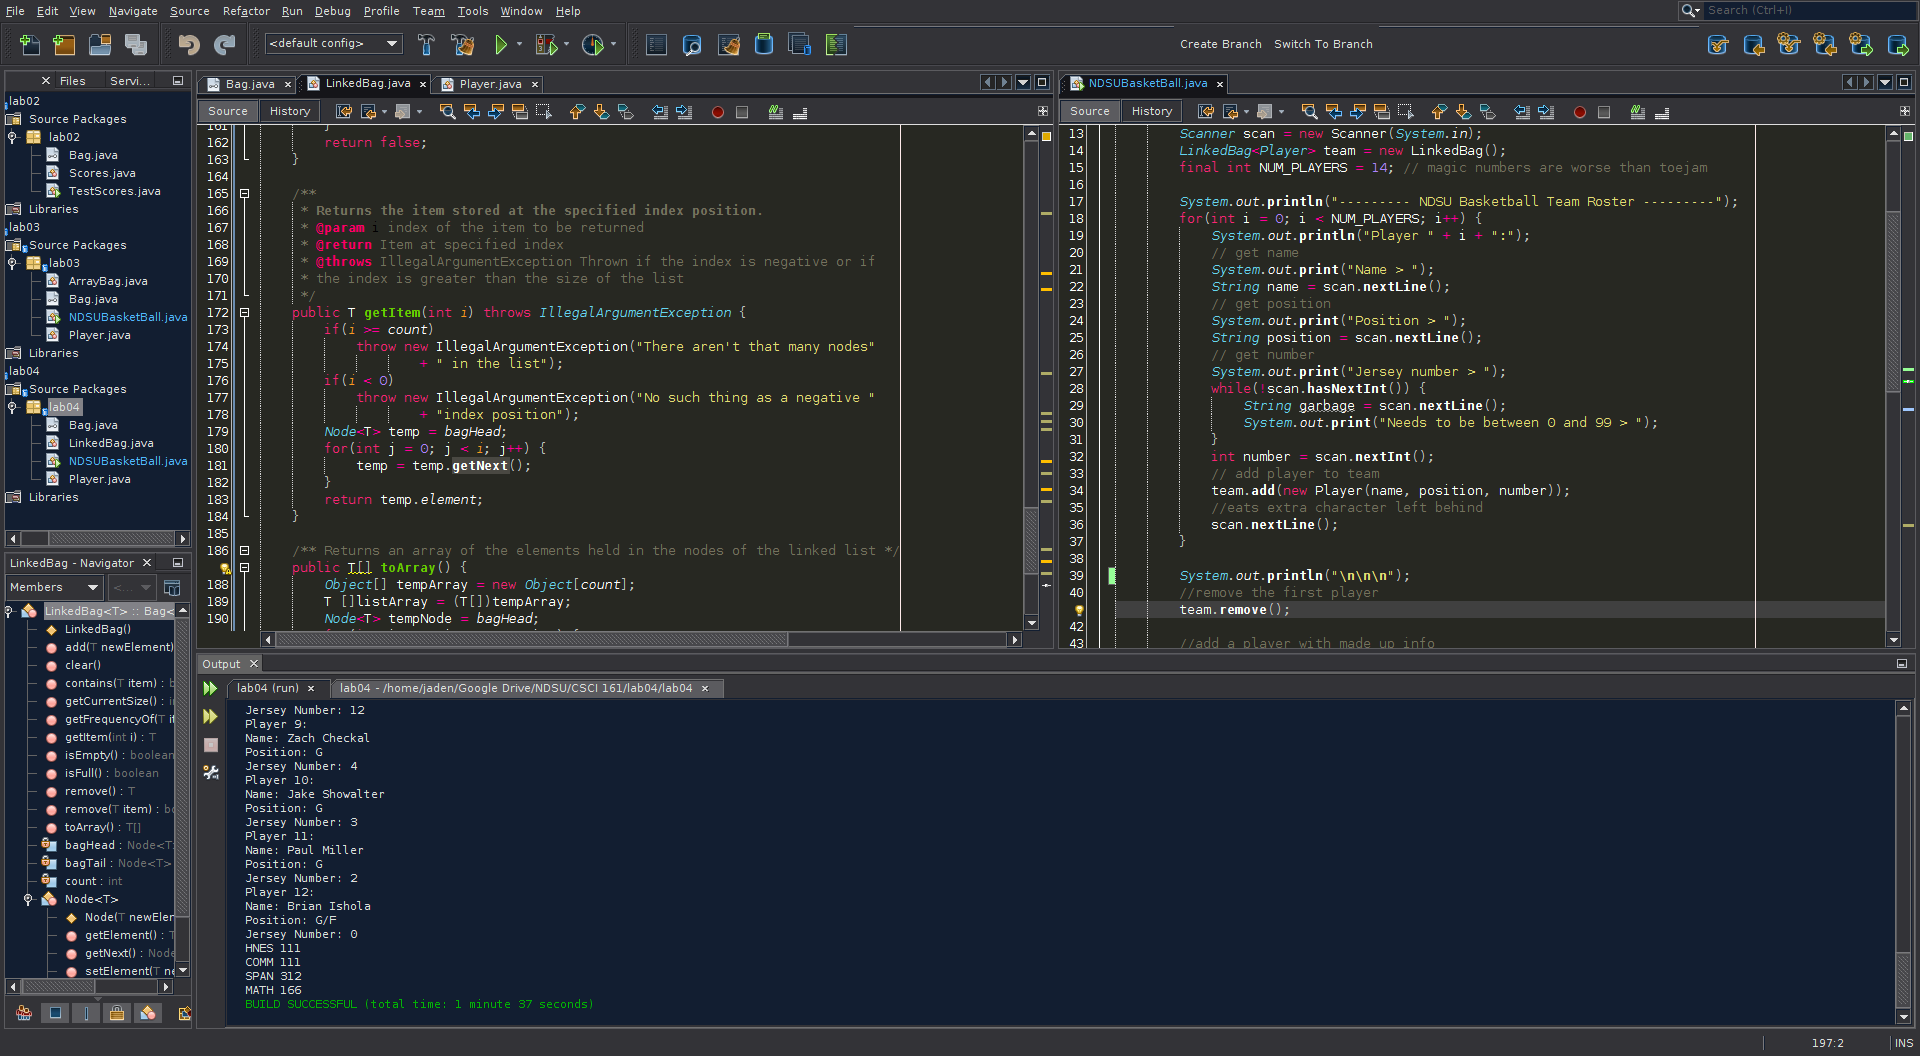 File Edit View Navigate Source Refactor Run Debug Profile Team Tools Window Help
Search (Ctrl+I)
<default config>
Create Branch Switch To Branch
Files Servi...
lab02
Source Packages
lab02
Bag.java
Scores.java
TestScores.java
Libraries
lab03
Source Packages
lab03
ArrayBag.java
Bag.java
NDSUBasketBall.java
Player.java
Libraries
lab04
Source Packages
lab04
Bag.java
LinkedBag.java
NDSUBasketBall.java
Player.java
Libraries
LinkedBag - Navigator
Members
<...
LinkedBag<T> :: Bag<
LinkedBag()
add(T newElement)
clear()
contains(T item) : b
getCurrentSize() : i
getFrequencyOf(T it
getItem(int i) : T
isEmpty() : boolean
isFull() : boolean
remove() : T
remove(T item) : bo
toArray() : T[]
bagHead : Node<T>
bagTail : Node<T>
count : int
Node<T>
Node(T newElem
getElement() : T
getNext() : Node
setElement(T ne
Bag.java LinkedBag.java Player.java
Source History
161 }
162 return false;
163 }
164
165 /**
166 * Returns the item stored at the specified index position.
167 * @param i index of the item to be returned
168 * @return Item at specified index
169 * @throws IllegalArgumentException Thrown if the index is negative or if
170 * the index is greater than the size of the list
171 */
172 public T getItem(int i) throws IllegalArgumentException {
173 if(i >= count)
174 throw new IllegalArgumentException("There aren't that many nodes"
175 + " in the list");
176 if(i < 0)
177 throw new IllegalArgumentException("No such thing as a negative "
178 + "index position");
179 Node<T> temp = bagHead;
180 for(int j = 0; j < i; j++) {
181 temp = temp.getNext();
182 }
183 return temp.element;
184 }
185
186 /** Returns an array of the elements held in the nodes of the linked list */
public T[] toArray() {
188 Object[] tempArray = new Object[count];
189 T []listArray = (T[])tempArray;
190 Node<T> tempNode = bagHead;
NDSUBasketBall.java
Source History
13 Scanner scan = new Scanner(System.in);
14 LinkedBag<Player> team = new LinkedBag();
15 final int NUM_PLAYERS = 14; // magic numbers are worse than toejam
16
17 System.out.println("--------- NDSU Basketball Team Roster ---------");
18 for(int i = 0; i < NUM_PLAYERS; i++) {
19 System.out.println("Player " + i + ":");
20 // get name
21 System.out.print("Name > ");
22 String name = scan.nextLine();
23 // get position
24 System.out.print("Position > ");
25 String position = scan.nextLine();
26 // get number
27 System.out.print("Jersey number > ");
28 while(!scan.hasNextInt()) {
29 String garbage = scan.nextLine();
30 System.out.print("Needs to be between 0 and 99 > ");
31 }
32 int number = scan.nextInt();
33 // add player to team
34 team.add(new Player(name, position, number));
35 //eats extra character left behind
36 scan.nextLine();
37 }
38
39 System.out.println("\n\n\n");
40 //remove the first player
team.remove();
42
43 //add a player with made up info
Output
lab04 (run) lab04 - /home/jaden/Google Drive/NDSU/CSCI 161/lab04/lab04
Jersey Number: 12
Player 9:
Name: Zach Checkal
Position: G
Jersey Number: 4
Player 10:
Name: Jake Showalter
Position: G
Jersey Number: 3
Player 11:
Name: Paul Miller
Position: G
Jersey Number: 2
Player 12:
Name: Brian Ishola
Position: G/F
Jersey Number: 0
HNES 111
COMM 111
SPAN 312
MATH 166
BUILD SUCCESSFUL (total time: 1 minute 37 seconds)
197:2 INS